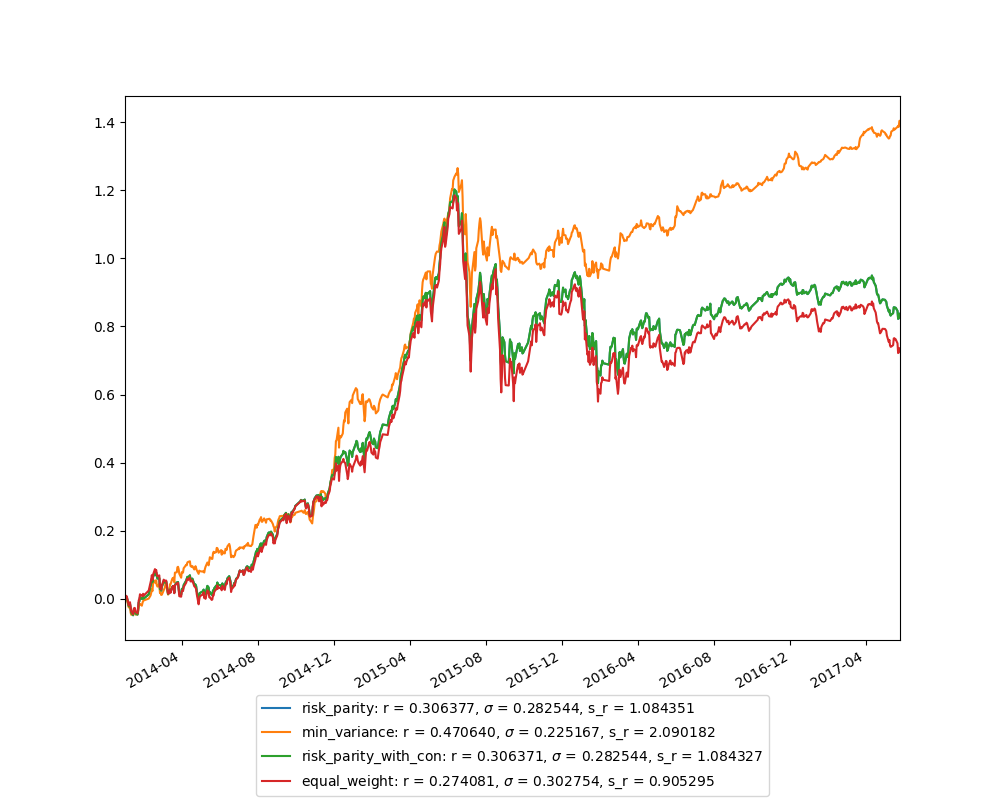 1.4
1.2
1.0
0.8
0.6
0.4
0.2
0.0
2014-04 2014-08 2014-12 2015-04 2015-08 2015-12 2016-04 2016-08 2016-12 2017-04
risk_parity: r = 0.306377, σ = 0.282544, s_r = 1.084351
min_variance: r = 0.470640, σ = 0.225167, s_r = 2.090182
risk_parity_with_con: r = 0.306371, σ = 0.282544, s_r = 1.084327
equal_weight: r = 0.274081, σ = 0.302754, s_r = 0.905295